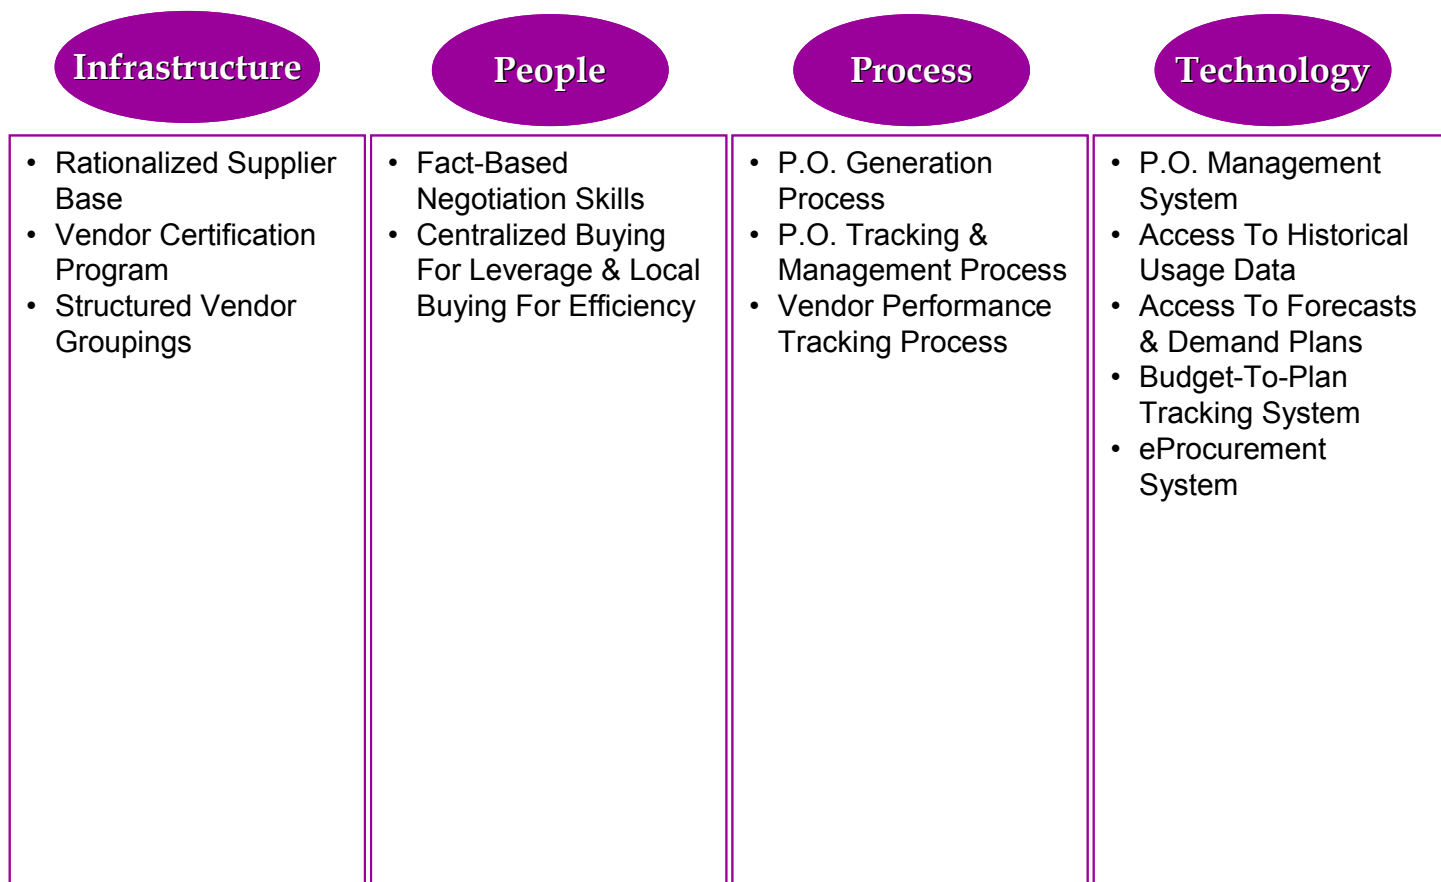 Infrastructure
People
Process
Technology
• Rationalized Supplier
Base
• Vendor Certification
Program
• Structured Vendor
Groupings
• Fact-Based
Negotiation Skills
• Centralized Buying
For Leverage & Local
Buying For Efficiency
• P.O. Generation
Process
• P.O. Tracking &
Management Process
• Vendor Performance
Tracking Process
• P.O. Management
System
• Access To Historical
Usage Data
• Access To Forecasts
& Demand Plans
• Budget-To-Plan
Tracking System
• eProcurement
System